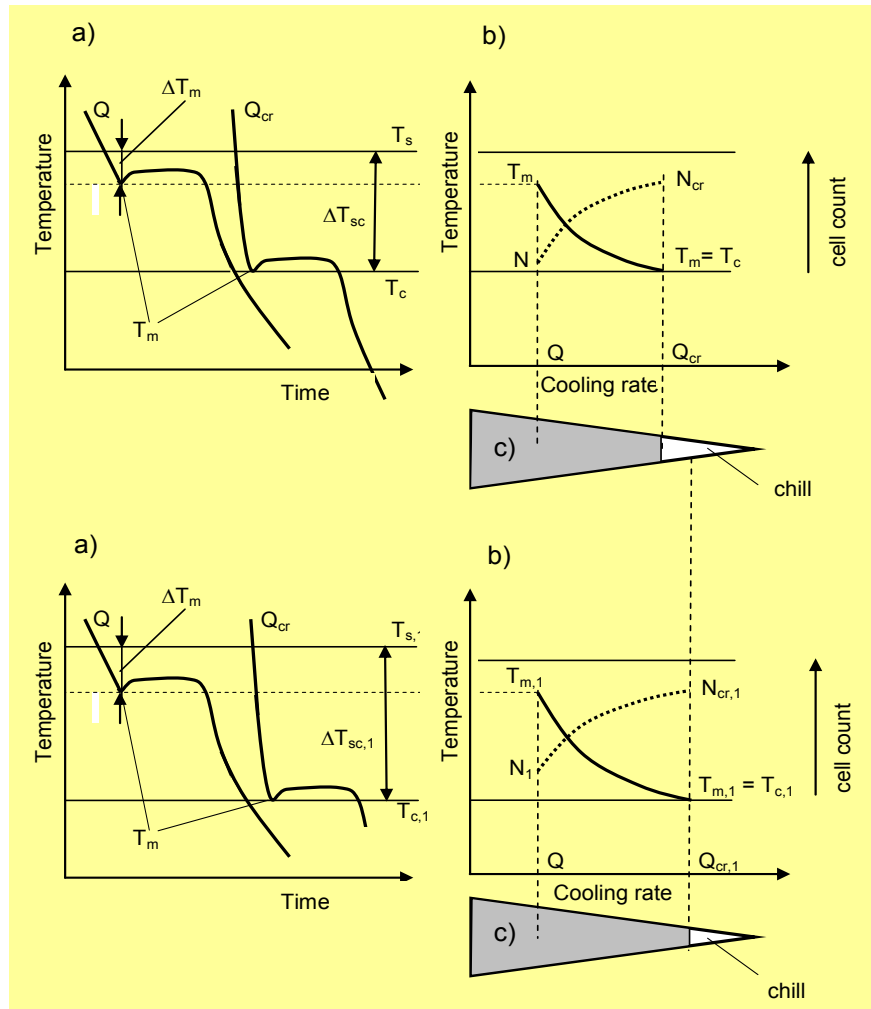 a)
ΔTm
Q
Qcr
Ts
Temperature
ΔTsc
Tc
Tm
Time
b)
Temperature
Tm
Ncr
N
Tm= Tc
cell count
Q
Qcr
Cooling rate
c)
chill
a)
ΔTm
Q
Qcr
Ts,1
Temperature
ΔTsc,1
Tc,1
Tm
Time
b)
Temperature
Tm,1
Ncr,1
N1
Tm,1 = Tc,1
cell count
Q
Qcr,1
Cooling rate
c)
chill